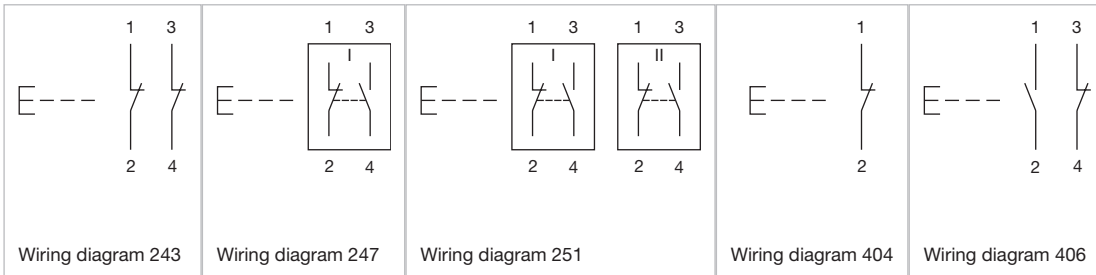 1 3
2 4
Wiring diagram 243
1 3
I
2 4
Wiring diagram 247
1 3
I
2 4
1 3
II
2 4
Wiring diagram 251
1
2
Wiring diagram 404
1 3
2 4
Wiring diagram 406